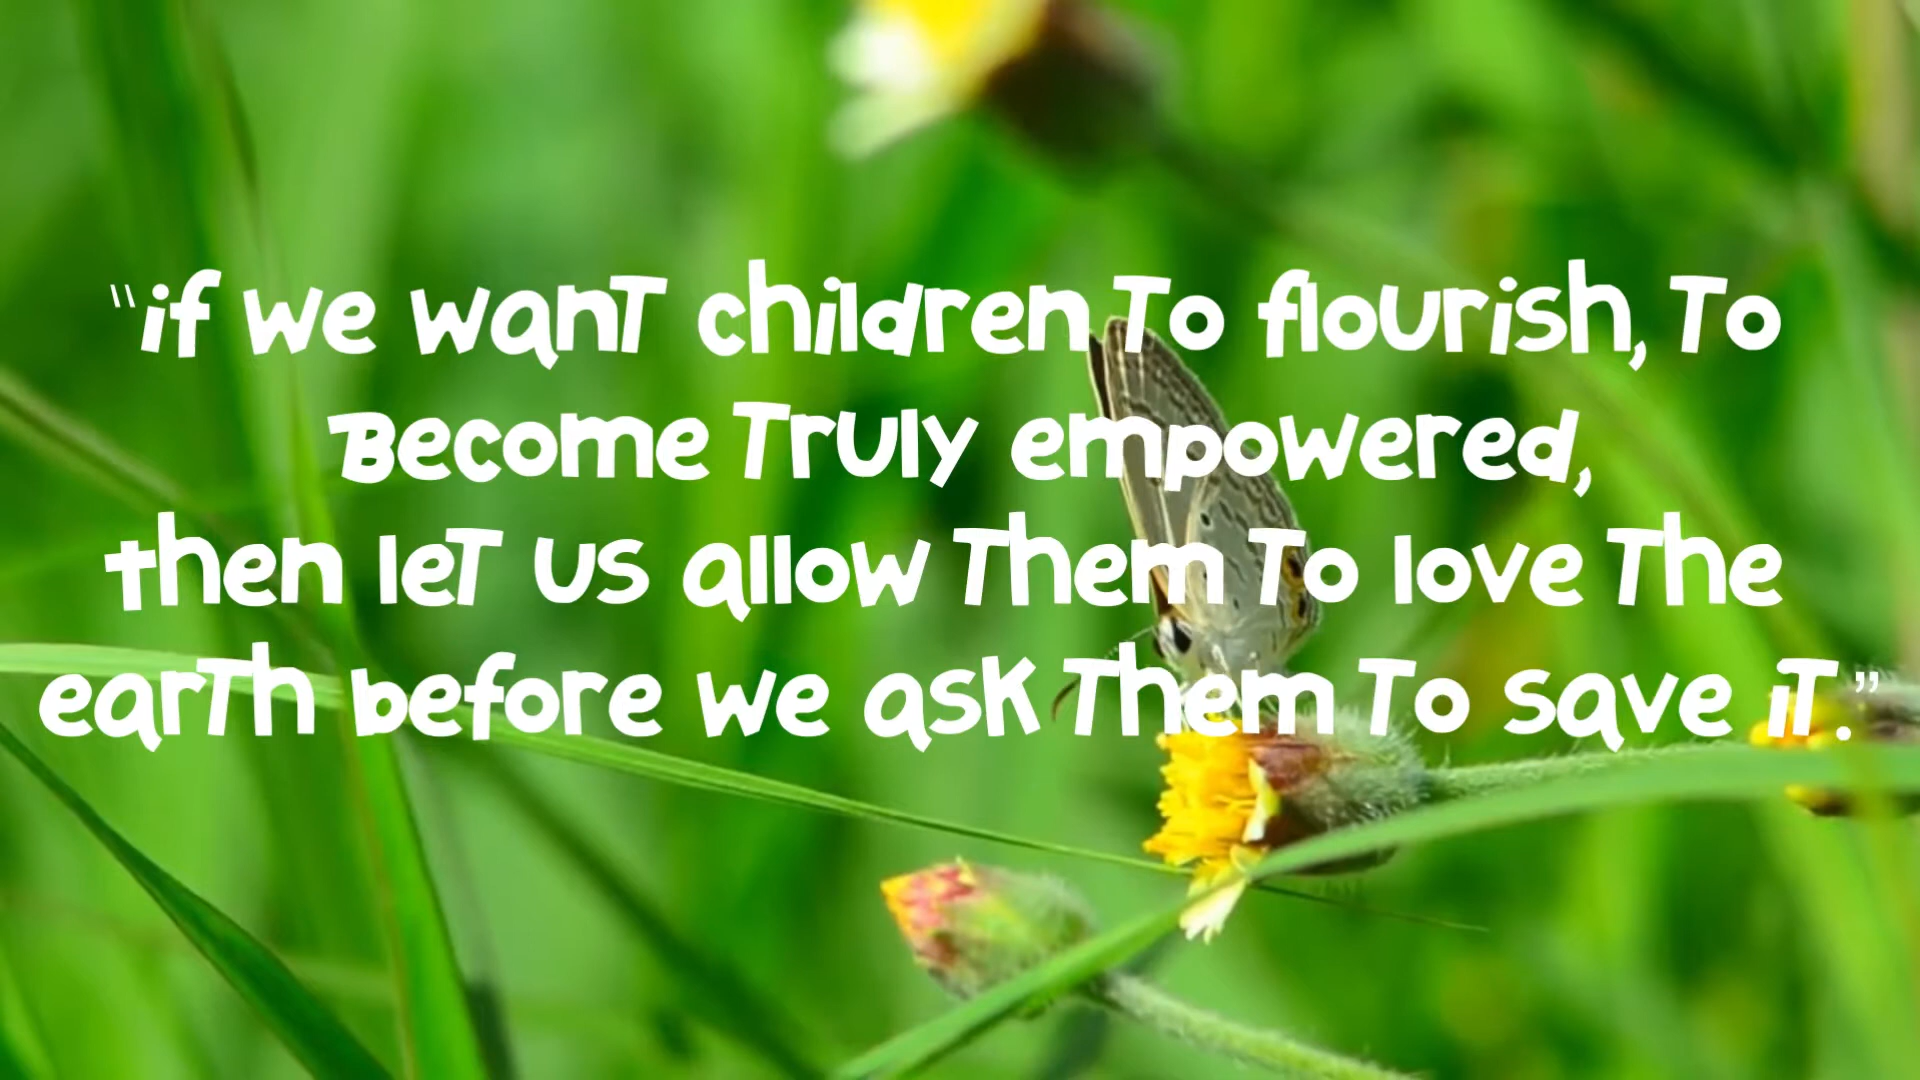 "if we want children to flourish, to
Become truly empowered,
then let us allow them to love the
earth before we ask them to save it."